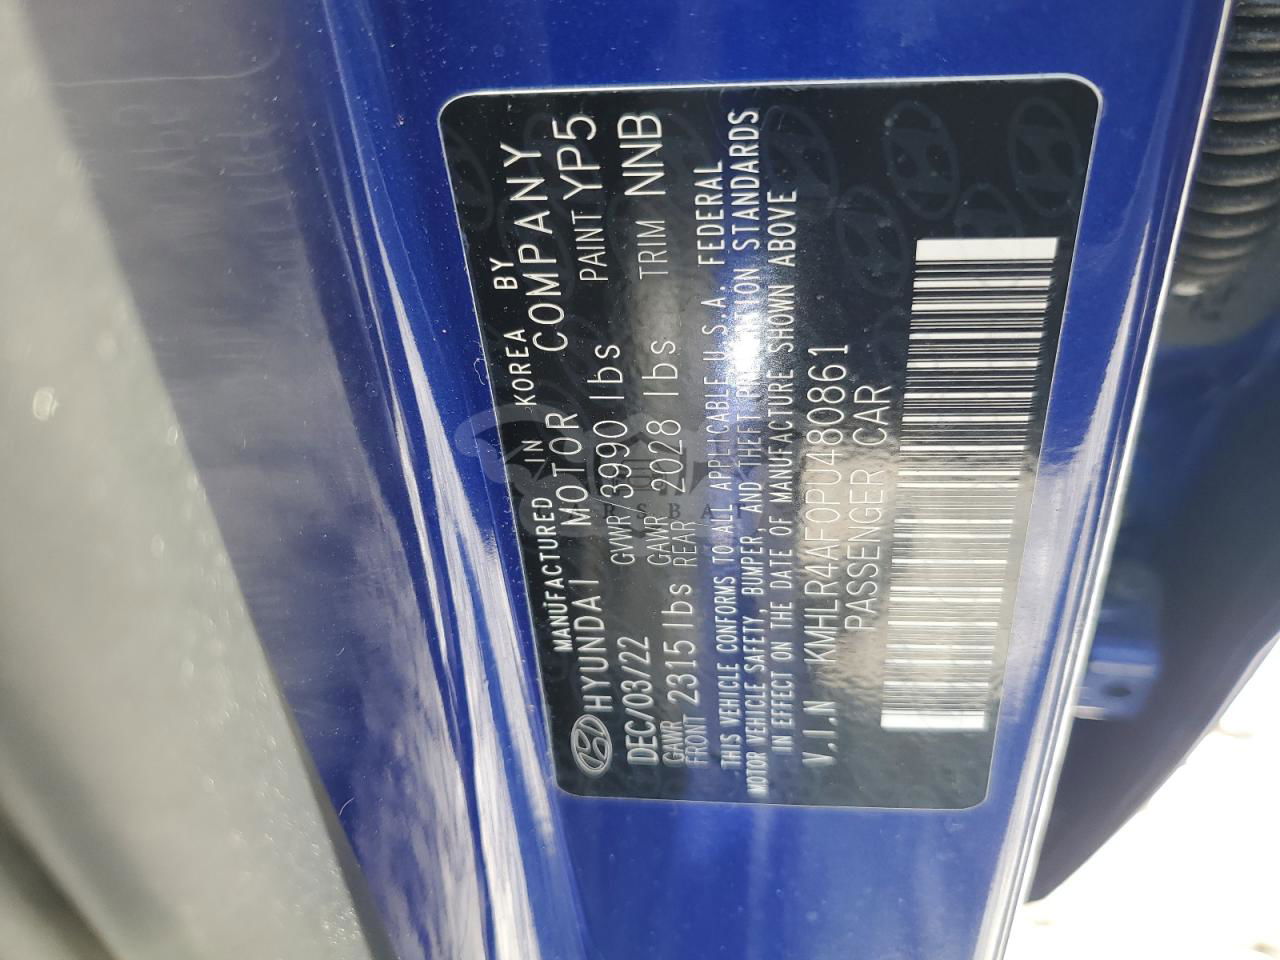 MANUFACTURED IN KOREA BY
HYUNDAI MOTOR COMPANY
DEC/03/22 GVWR 3990 lbs PAINT YP5
GAWR FRONT 2315 lbs GAWR REAR 2028 lbs TRIM NNB
THIS VEHICLE CONFORMS TO ALL APPLICABLE U.S.A. FEDERAL
MOTOR VEHICLE SAFETY, BUMPER, AND THEFT PREVENTION STANDARDS
IN EFFECT ON THE DATE OF MANUFACTURE SHOWN ABOVE
V.I.N KMHLR4AF0PU480861
PASSENGER CAR